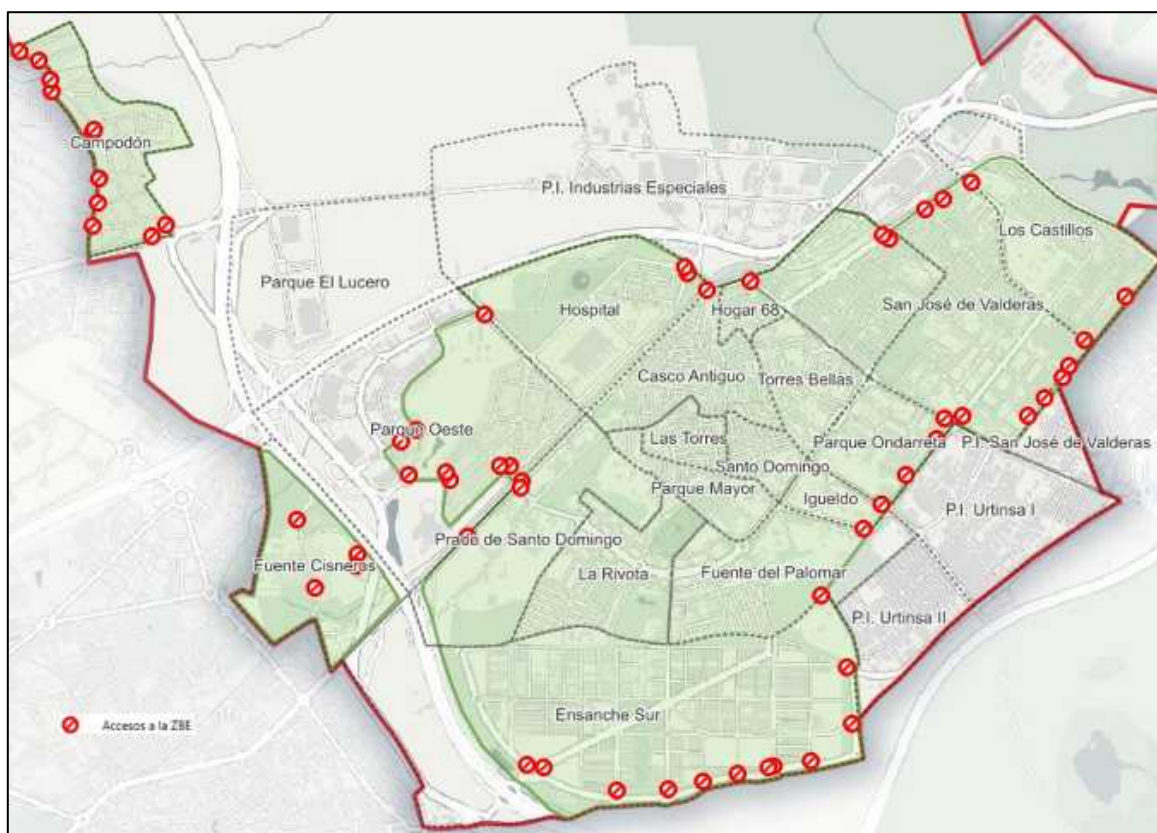 Campodón
P.I. Industrias Especiales
Los Castillos
Parque El Lucero
Hospital
Hogar 68
San José de Valderas
Casco Antiguo
Torres Bellas
Parque Oeste
Las Torres
Parque Ondarreta
P.I. San José de Valderas
Santo Domingo
Parque Mayor
Igueldo
P.I. Urtinsa I
Prado de Santo Domingo
Fuente Cisneros
La Rivota
Fuente del Palomar
P.I. Urtinsa II
Ensanche Sur
Accesos a la ZBE